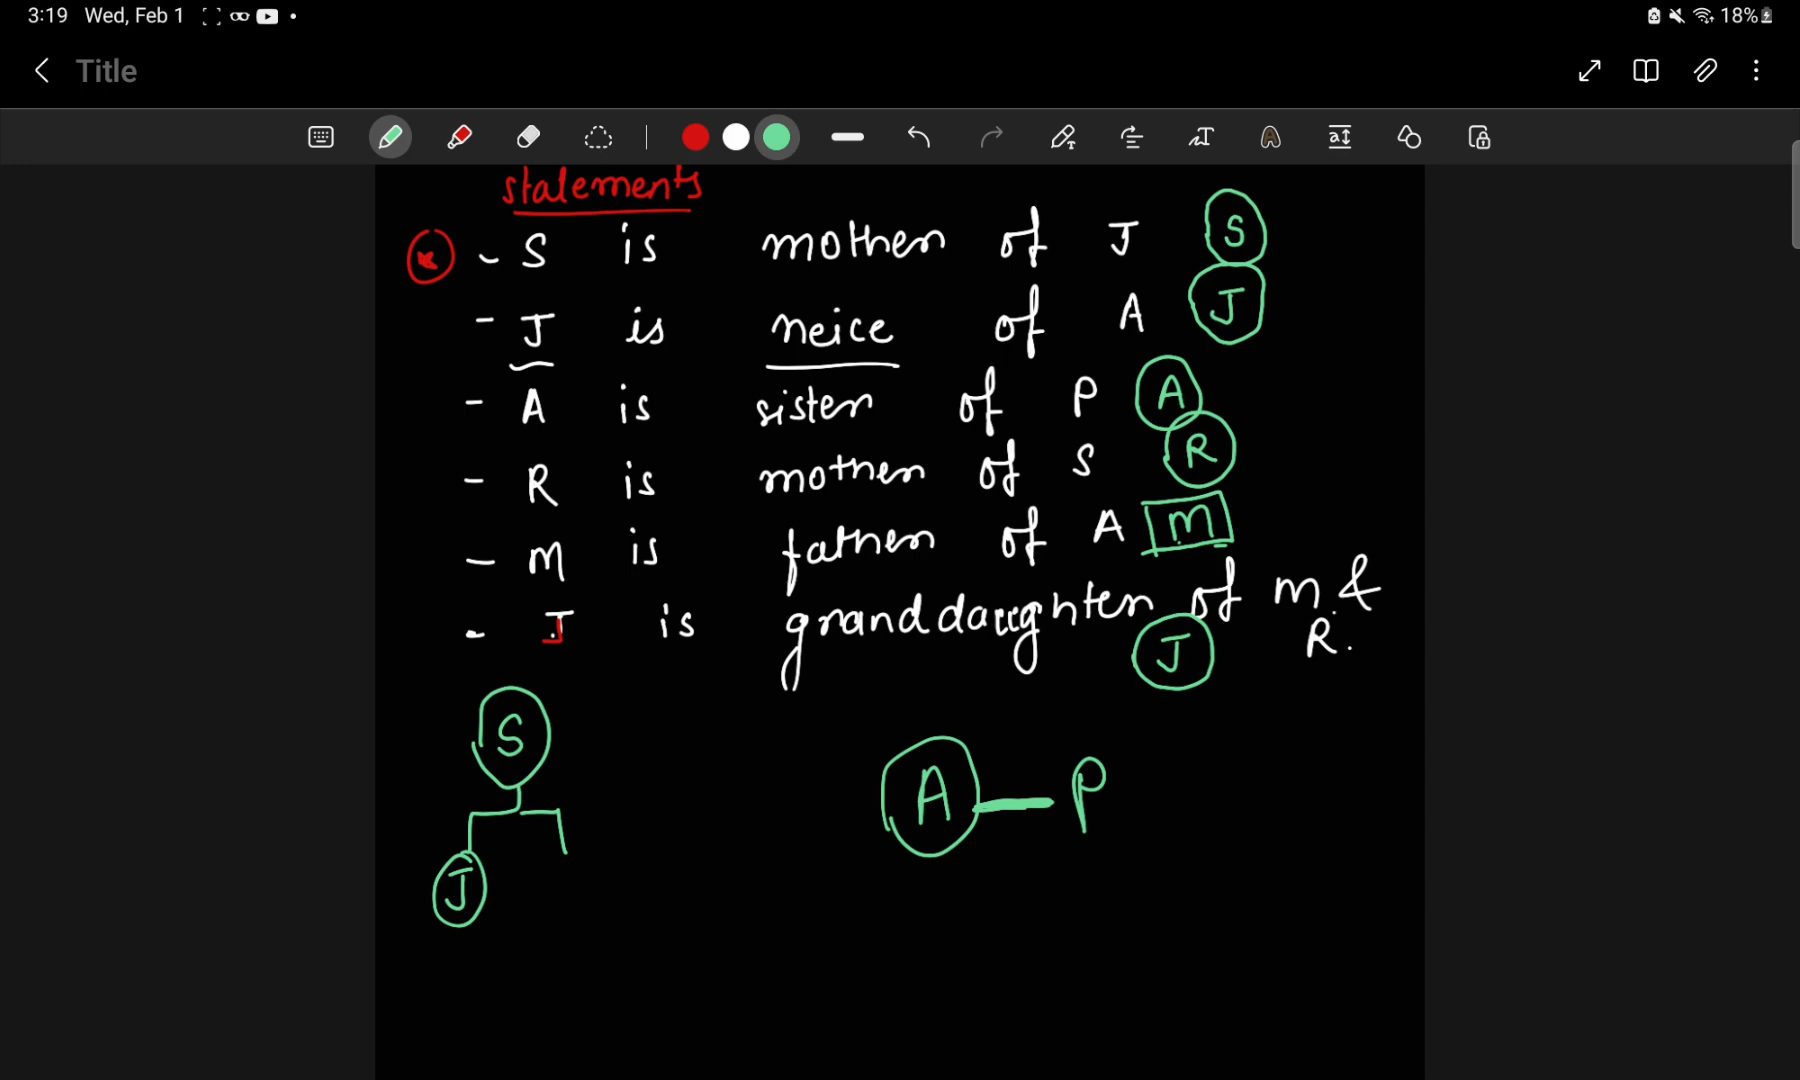 3:19 Wed, Feb 1
18%
Title
statements
- S is mother of J S
- J is neice of A J
- A is sister of P A
- R is mother of S R
- M is father of A M
- J is granddaughter of M &
R.
J
S
A — P
J